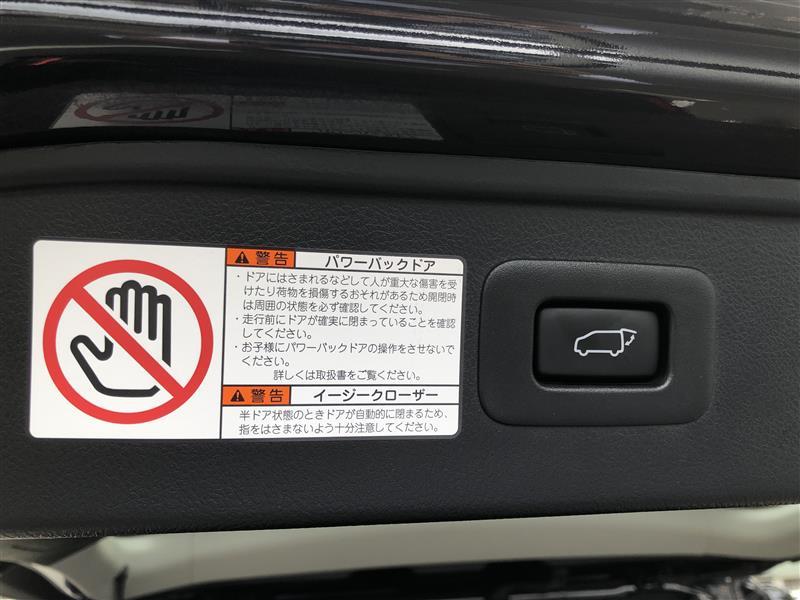 警告 パワーバックドア
・ドアにはさまれるなどして人が重大な傷害を受
けたり荷物を損傷するおそれがあるため開閉時
は周囲の状態を必ず確認してください。
・走行前にドアが確実に閉まっていることを確認
してください。
・お子様にパワーバックドアの操作をさせないで
ください。
詳しくは取扱書をご覧ください。
警告 イージークローザー
半ドア状態のときドアが自動的に閉まるため、
指をはさまないよう十分注意してください。